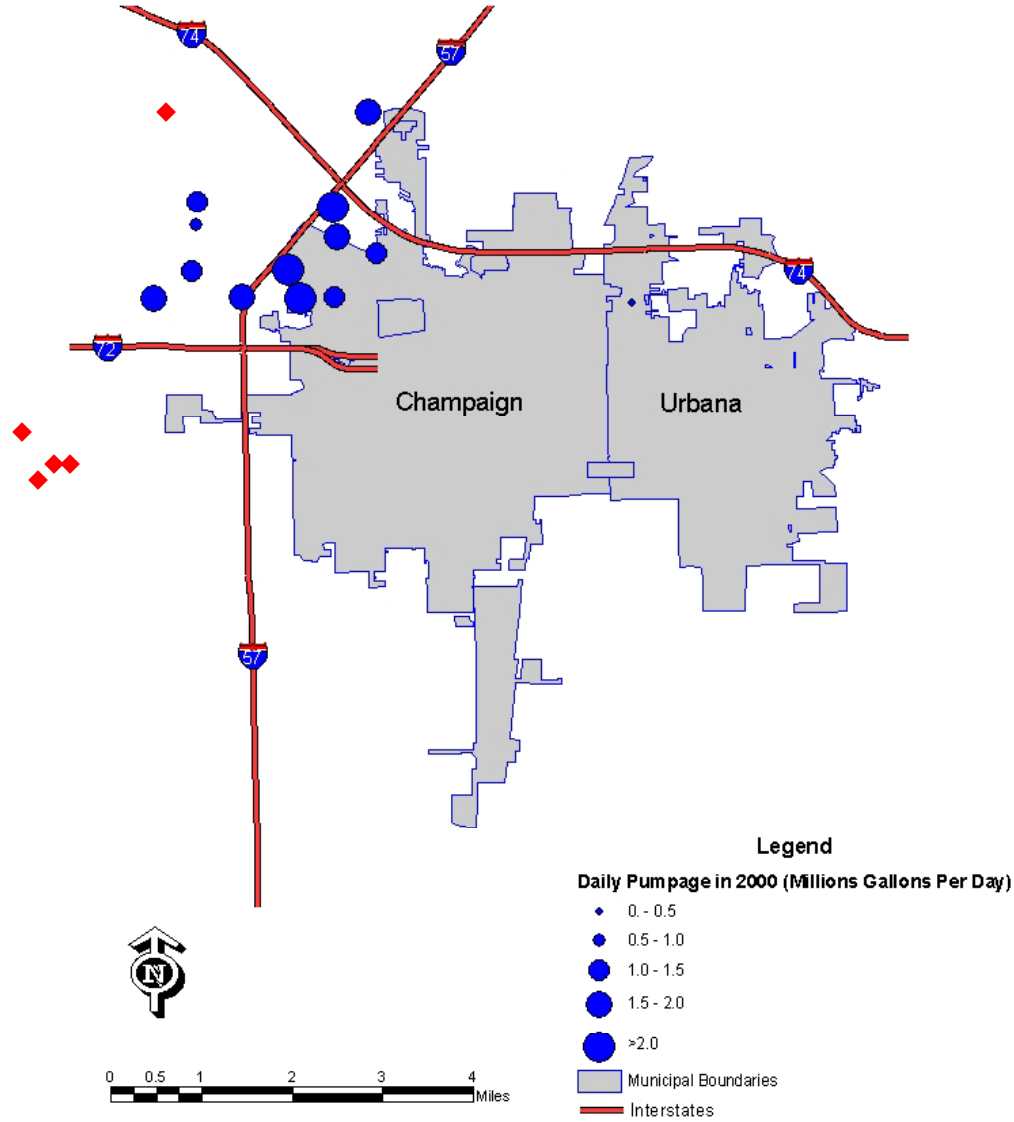 74
57
74
72
Champaign
Urbana
57
Legend
Daily Pumpage in 2000 (Millions Gallons Per Day)
0. - 0.5
0.5 - 1.0
1.0 - 1.5
1.5 - 2.0
>2.0
Municipal Boundaries
Interstates
N
0 0.5 1 2 3 4
Miles